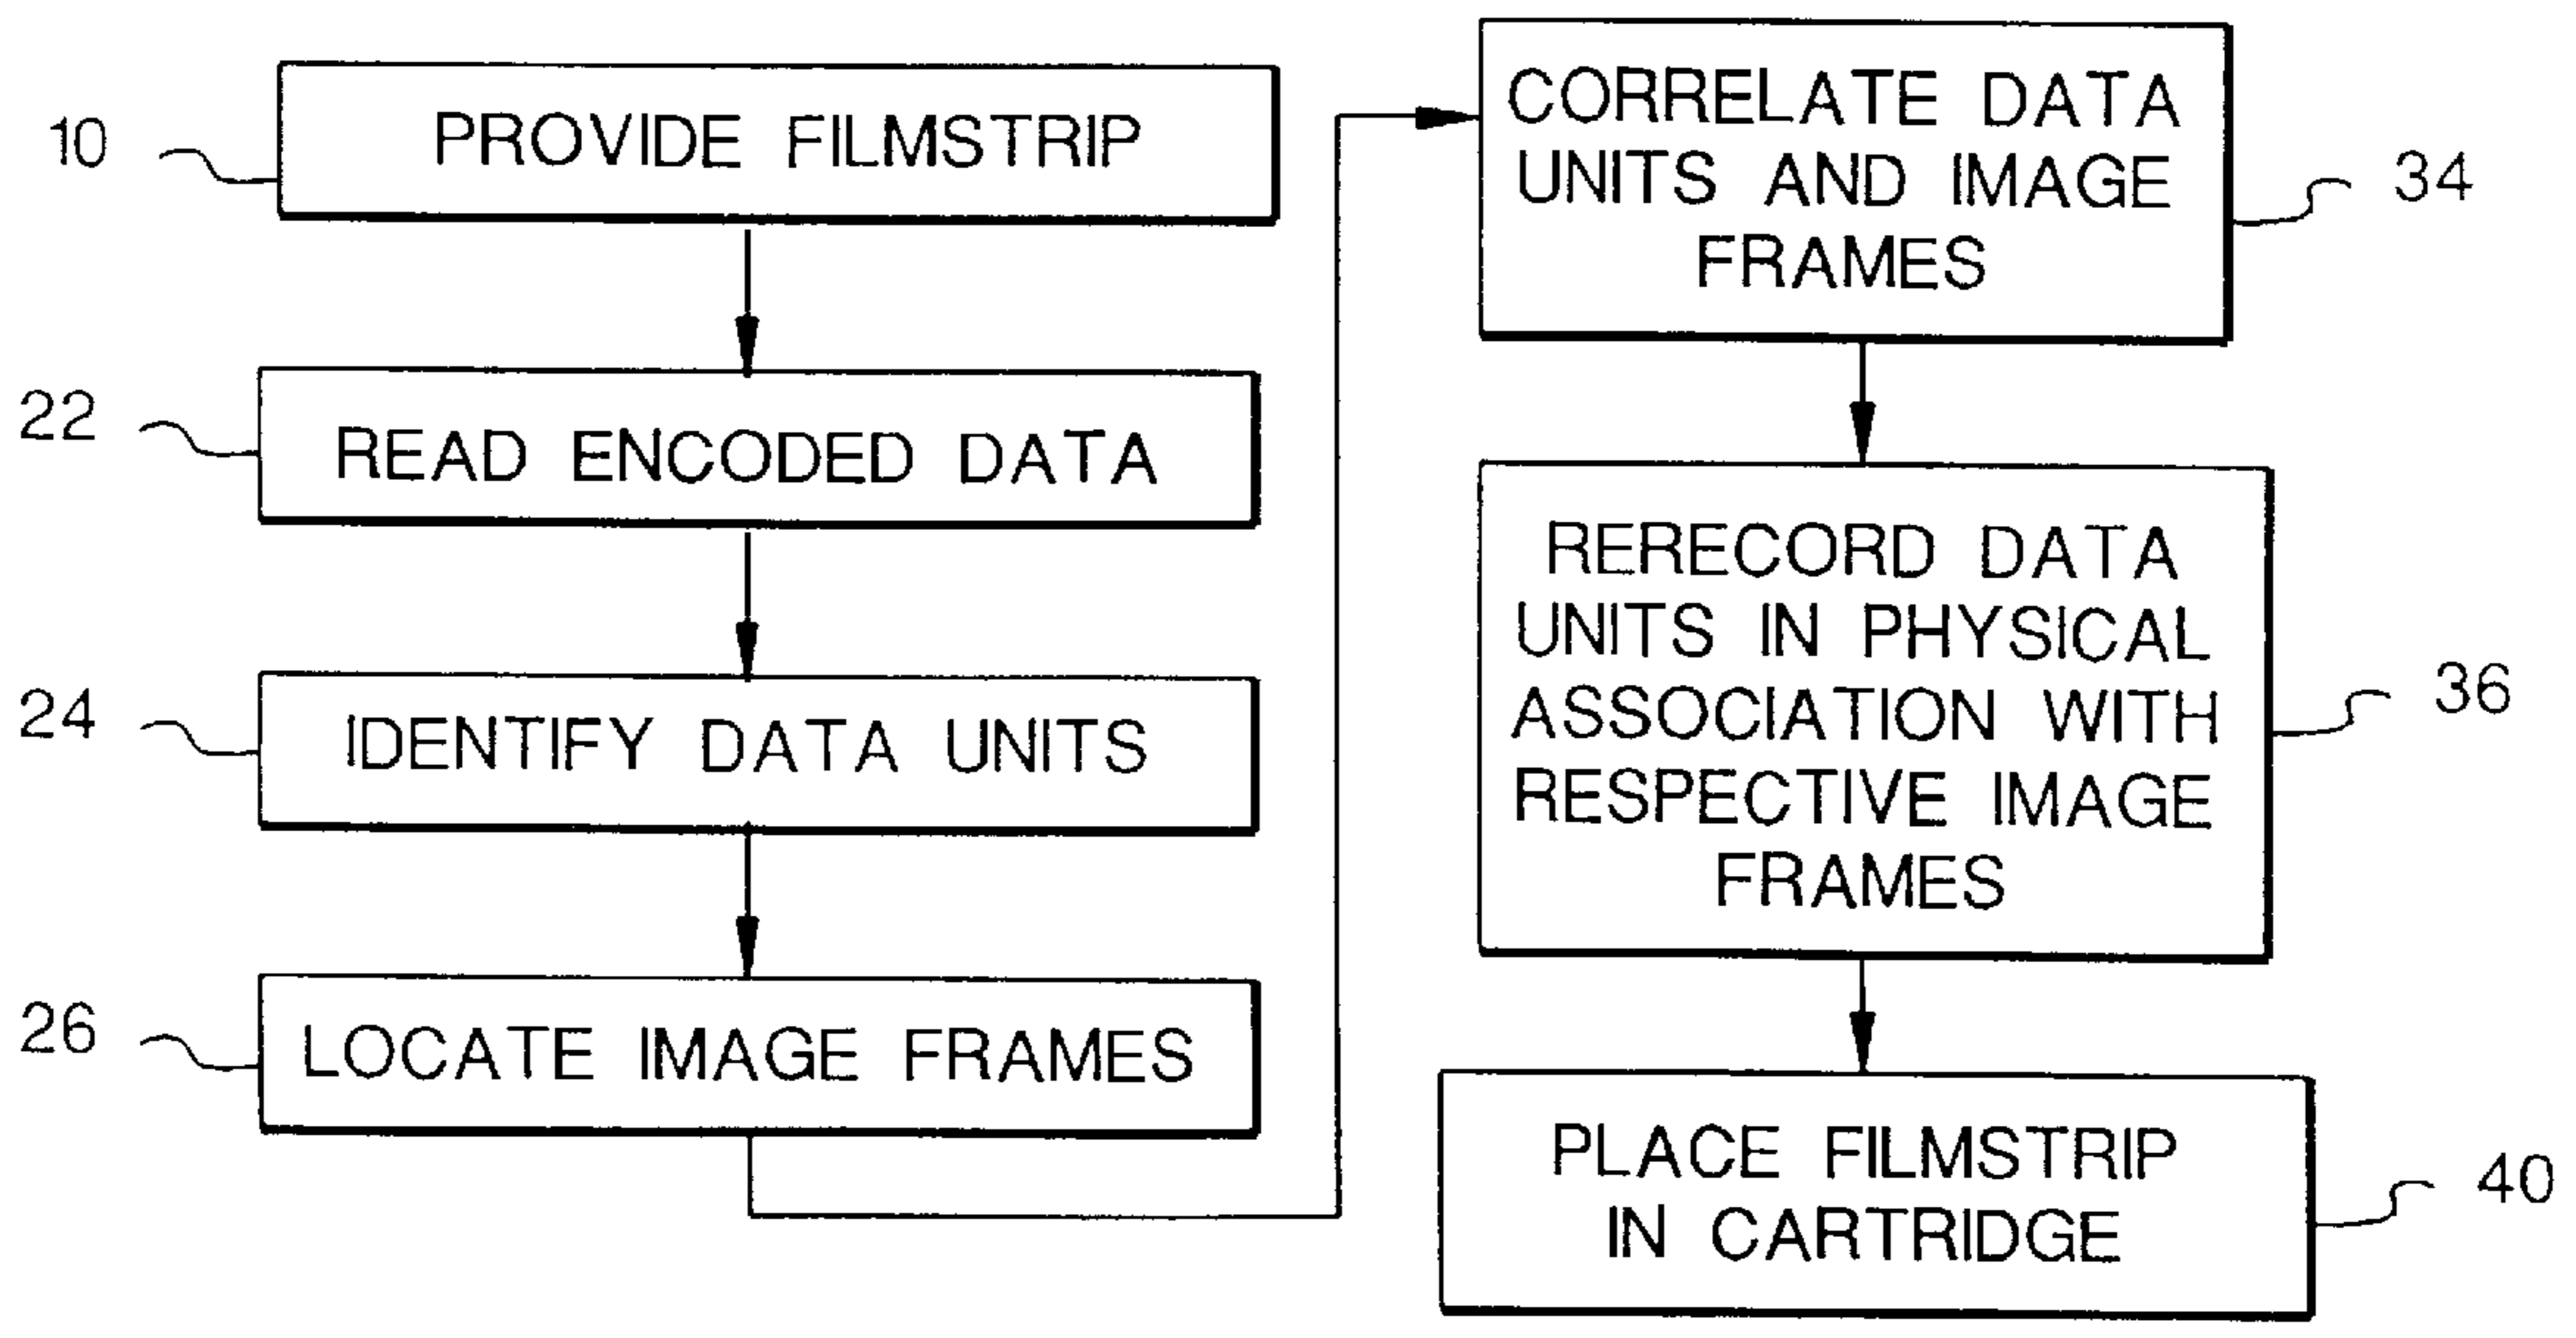 10
PROVIDE FILMSTRIP
22
READ ENCODED DATA
24
IDENTIFY DATA UNITS
26
LOCATE IMAGE FRAMES
CORRELATE DATA
UNITS AND IMAGE
FRAMES
34
RERECORD DATA
UNITS IN PHYSICAL
ASSOCIATION WITH
RESPECTIVE IMAGE
FRAMES
36
PLACE FILMSTRIP
IN CARTRIDGE
40